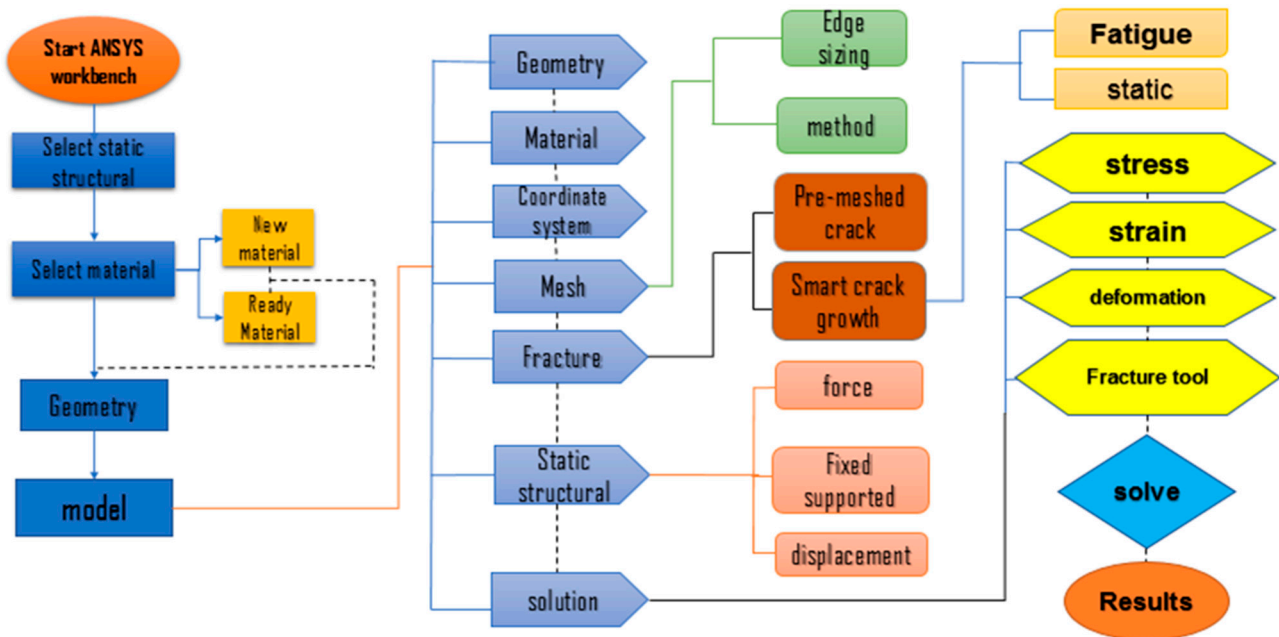 Start ANSYS
workbench
Select static
structural
Select material
New
material
Ready
Material
Geometry
model
Geometry
Material
Coordinate
system
Mesh
Fracture
Static
structural
solution
Edge
sizing
method
Pre-meshed
crack
Smart crack
growth
force
Fixed
supported
displacement
Fatigue
static
stress
strain
deformation
Fracture tool
solve
Results